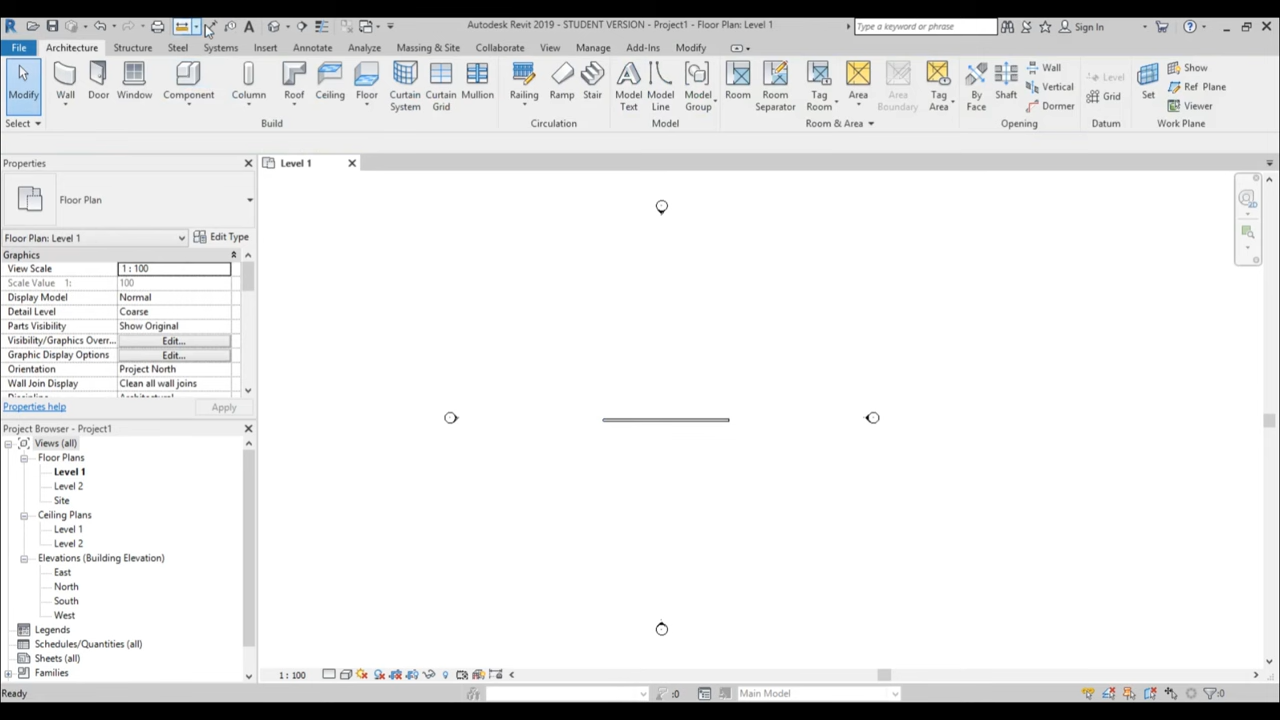 Autodesk Revit 2019 - STUDENT VERSION - Project1 - Floor Plan: Level 1
Type a keyword or phrase
Sign In
File Architecture Structure Steel Systems Insert Annotate Analyze Massing & Site Collaborate View Manage Add-Ins Modify
Modify Wall Door Window Component Column Roof Ceiling Floor Curtain System Curtain Grid Mullion Railing Ramp Stair Model Text Model Line Model Group Room Room Separator Tag Room Area Area Boundary Tag Area By Face Shaft Wall Vertical Dormer Level Grid Set Show Ref Plane Viewer
Select Build Circulation Model Room & Area Opening Datum Work Plane
Properties
Level 1
Floor Plan
Floor Plan: Level 1 Edit Type
Graphics
View Scale 1 : 100
Scale Value 1: 100
Display Model Normal
Detail Level Coarse
Parts Visibility Show Original
Visibility/Graphics Overr... Edit...
Graphic Display Options Edit...
Orientation Project North
Wall Join Display Clean all wall joins
Properties help Apply
Project Browser - Project1
Views (all)
Floor Plans
Level 1
Level 2
Site
Ceiling Plans
Level 1
Level 2
Elevations (Building Elevation)
East
North
South
West
Legends
Schedules/Quantities (all)
Sheets (all)
Families
1 : 100
Ready
:0
Main Model
:0